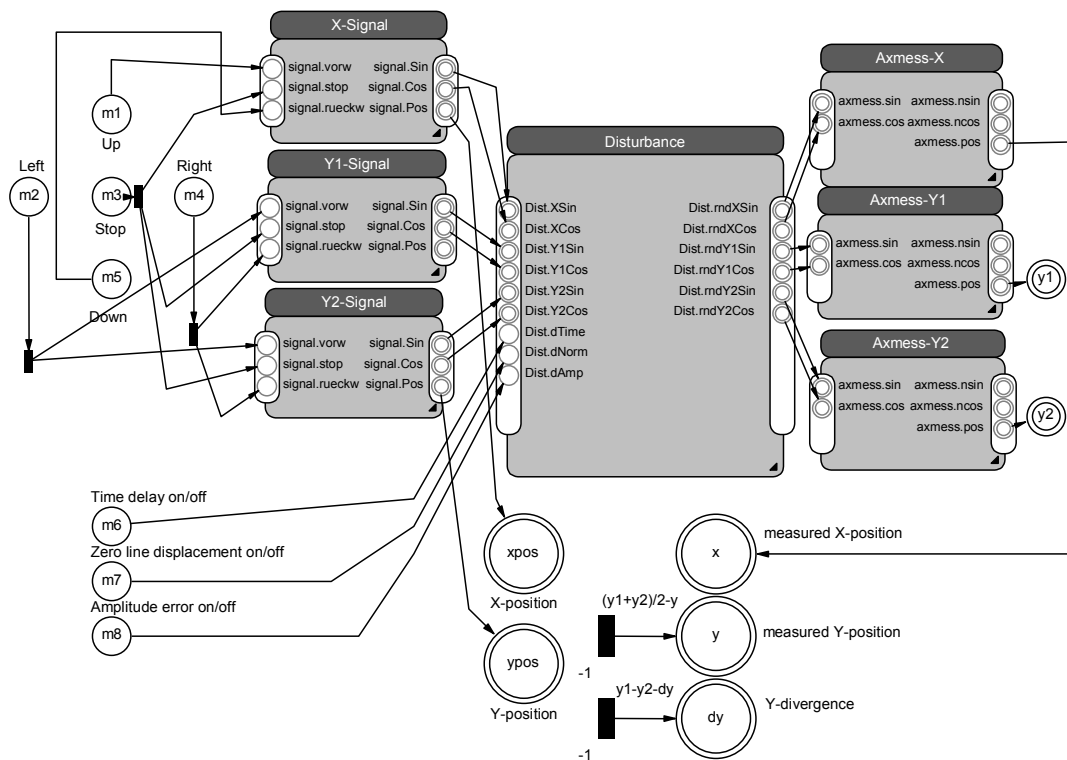 X-Signal
signal.vorw signal.Sin
signal.stop signal.Cos
signal.rueckw signal.Pos
m1
Up
Left
m2
m3
Stop
Right
m4
m5
Down
Y1-Signal
signal.vorw signal.Sin
signal.stop signal.Cos
signal.rueckw signal.Pos
Y2-Signal
signal.vorw signal.Sin
signal.stop signal.Cos
signal.rueckw signal.Pos
Disturbance
Dist.XSin Dist.rndXSin
Dist.XCos Dist.rndXCos
Dist.Y1Sin Dist.rndY1Sin
Dist.Y1Cos Dist.rndY1Cos
Dist.Y2Sin Dist.rndY2Sin
Dist.Y2Cos Dist.rndY2Cos
Dist.dTime
Dist.dNorm
Dist.dAmp
Axmess-X
axmess.sin axmess.nsin
axmess.cos axmess.ncos
axmess.pos
Axmess-Y1
axmess.sin axmess.nsin
axmess.cos axmess.ncos
axmess.pos
y1
Axmess-Y2
axmess.sin axmess.nsin
axmess.cos axmess.ncos
axmess.pos
y2
Time delay on/off
m6
Zero line displacement on/off
m7
Amplitude error on/off
m8
xpos
X-position
ypos
Y-position
x
measured X-position
(y1+y2)/2-y
-1
y
measured Y-position
y1-y2-dy
-1
dy
Y-divergence